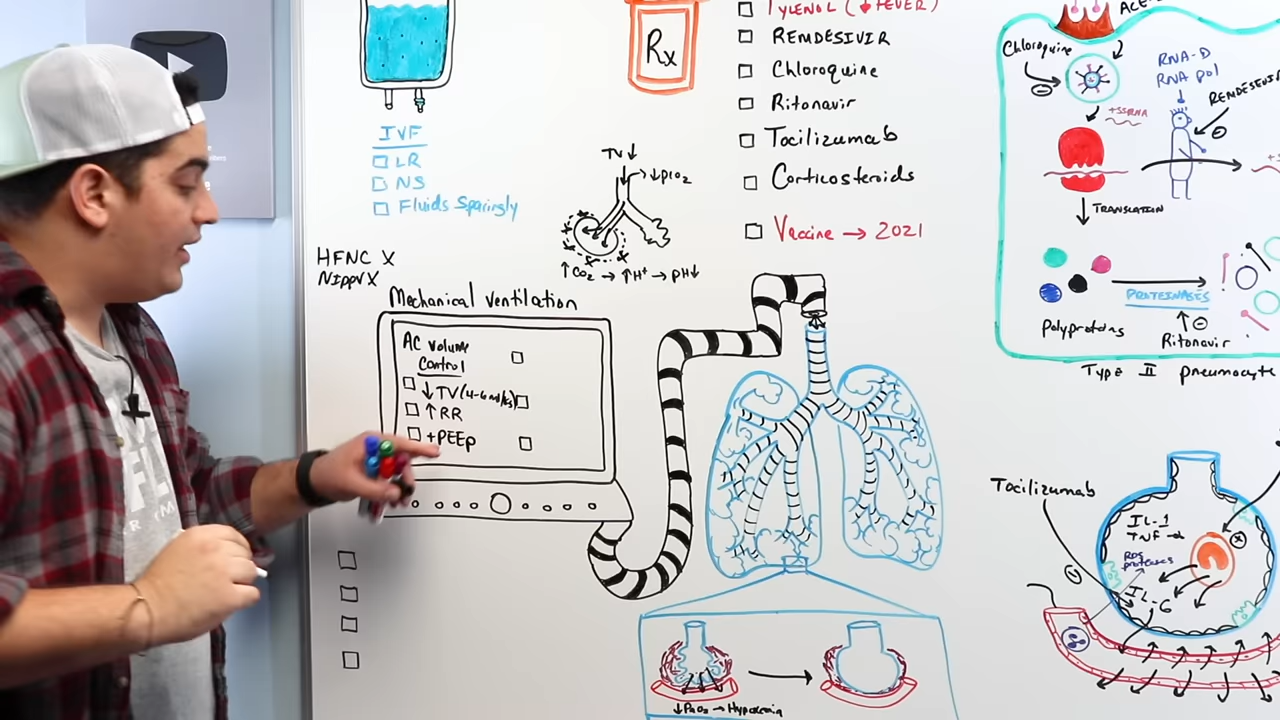 TYLENOL (↓FEVER)
REMDESIVIR
Chloroquine
Ritonavir
Tocilizumab
Corticosteroids
Vaccine → 2021
Rx
IVF
LR
NS
Fluids Sparingly
TV↓
→↓PIO2
↑CO2 → ↑H+ → PH↓
HFNC X
NIPPV X
Mechanical ventilation
AC volume
Control
↓TV(4-6ml/kg)
↑RR
+PEEP
↓PaO2 → Hypoxemia
Chloroquine
+SSRNA
RNA-D
RNA pol
REMDESIVIR
TRANSLATION
Polyproteins
PROTEINASES
Ritonavir
Type II pneumocyte
Tocilizumab
IL-1
TNF-α
ROS
proteases
IL-6